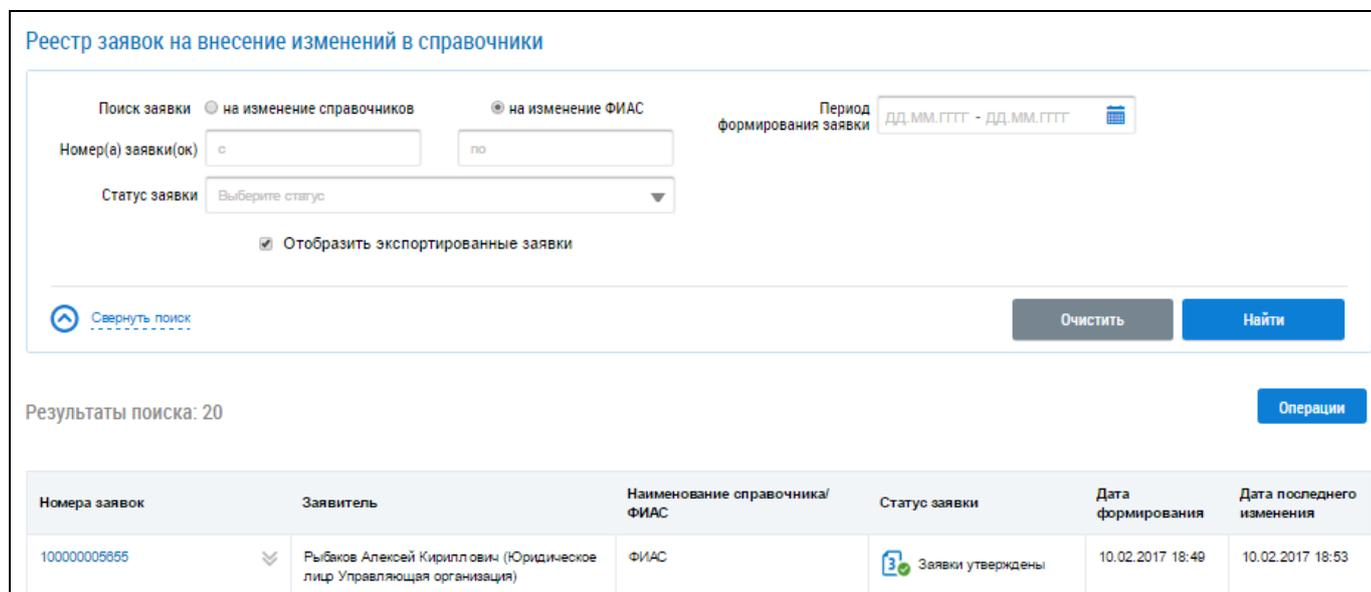 Реестр заявок на внесение изменений в справочники
Поиск заявки на изменение справочников на изменение ФИАС
Период
формирования заявки
ДД.ММ.ГГГГ - ДД.ММ.ГГГГ
Номер(а) заявки(ок) с по
Статус заявки Выберите статус
Отобразить экспортированные заявки
Свернуть поиск Очистить Найти
Результаты поиска: 20 Операции
Номера заявок
Заявитель
Наименование справочника/
ФИАС
Статус заявки
Дата
формирования
Дата последнего
изменения
100000005655
Рыбаков Алексей Кириллович (Юридическое
лицр Управляющая организация)
ФИАС
3 Заявки утверждены
10.02.2017 18:49
10.02.2017 18:53